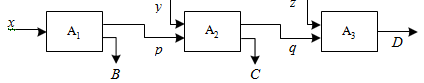 y z
x A₁ A₂ A₃
p q D
B C